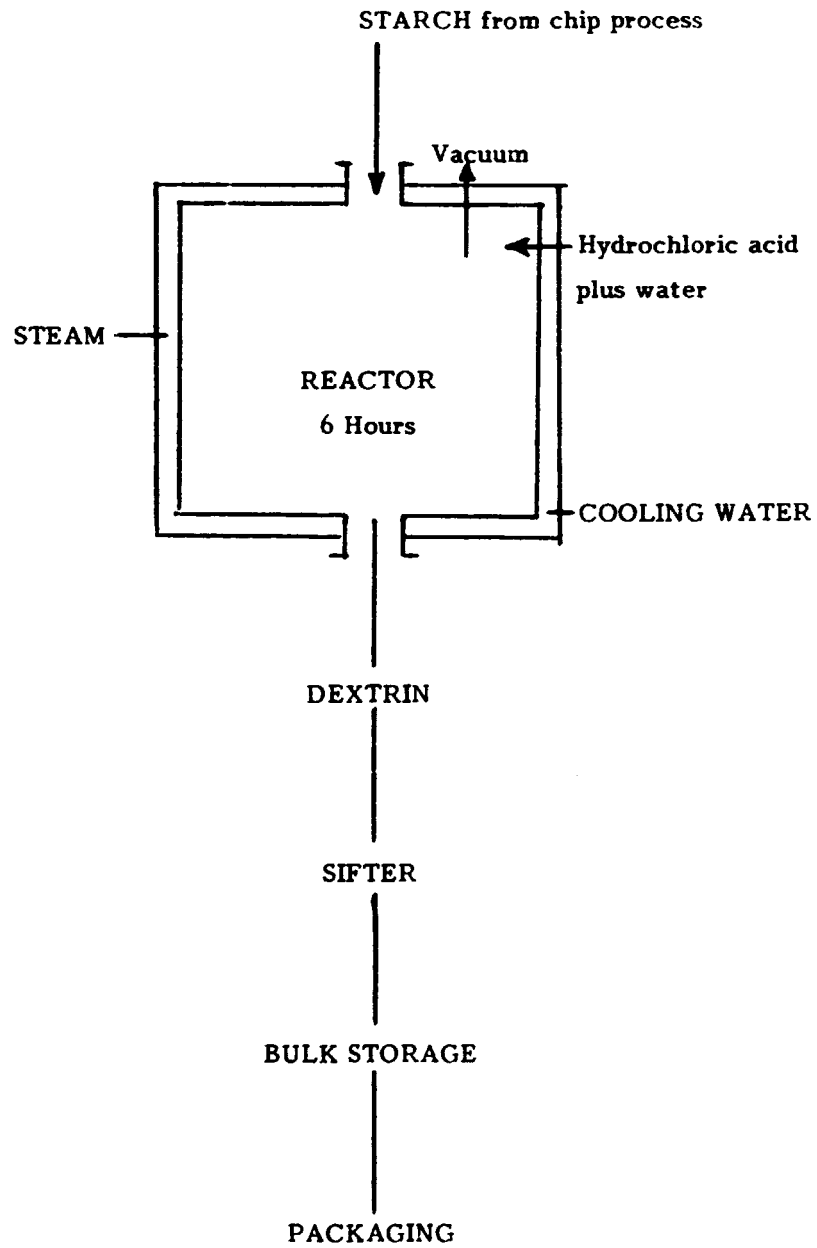 STARCH from chip process
Vacuum
Hydrochloric acid
plus water
STEAM
REACTOR
6 Hours
COOLING WATER
DEXTRIN
SIFTER
BULK STORAGE
PACKAGING